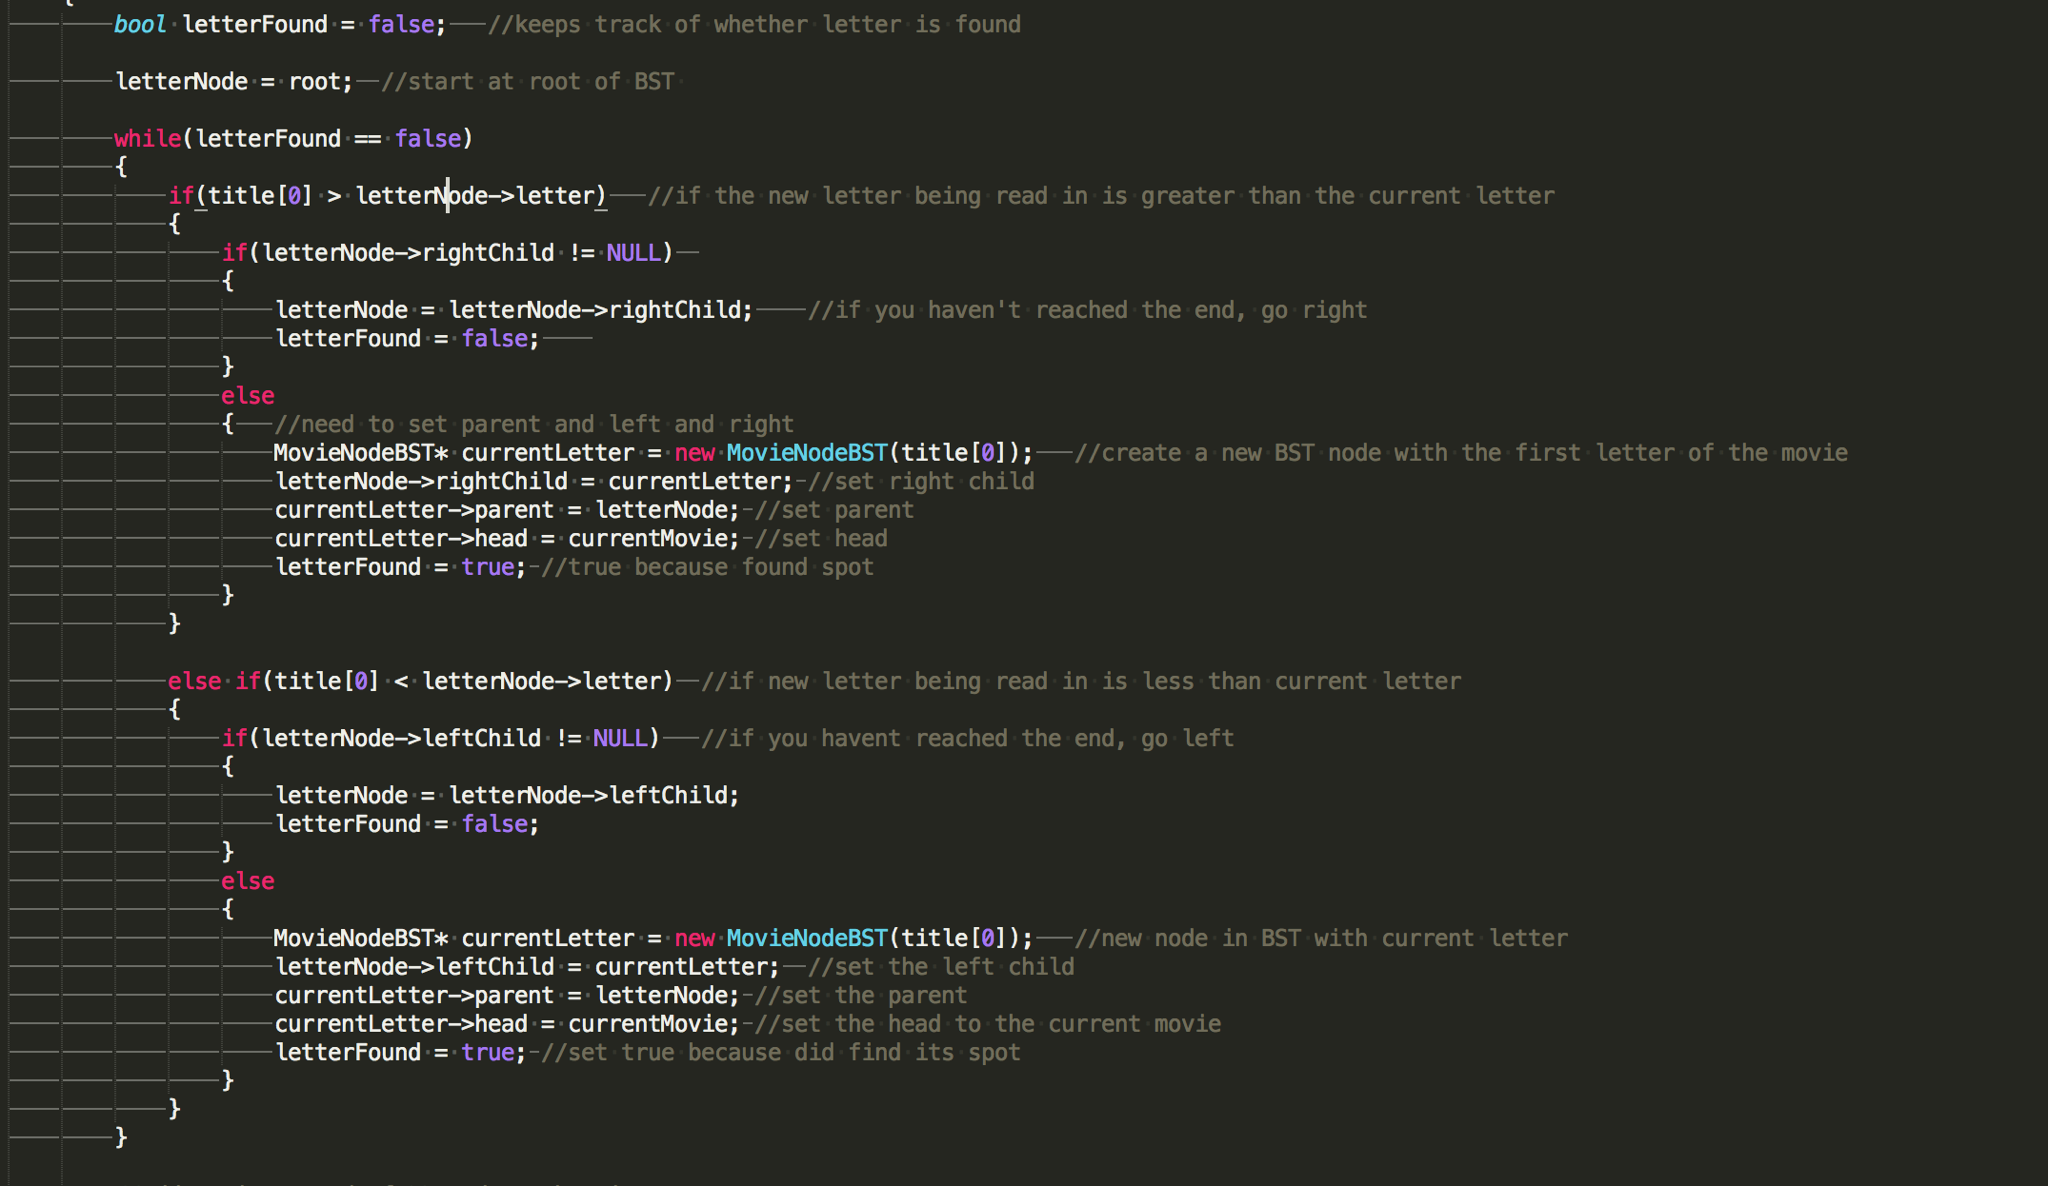 {
bool letterFound = false; //keeps track of whether letter is found
letterNode = root; //start at root of BST
while(letterFound == false)
{
if(title[0] > letterNode->letter) //if the new letter being read in is greater than the current letter
{
if(letterNode->rightChild != NULL)
{
letterNode = letterNode->rightChild; //if you haven't reached the end, go right
letterFound = false;
}
else
{ //need to set parent and left and right
MovieNodeBST* currentLetter = new MovieNodeBST(title[0]); //create a new BST node with the first letter of the movie
letterNode->rightChild = currentLetter; //set right child
currentLetter->parent = letterNode; //set parent
currentLetter->head = currentMovie; //set head
letterFound = true; //true because found spot
}
}
else if(title[0] < letterNode->letter) //if new letter being read in is less than current letter
{
if(letterNode->leftChild != NULL) //if you havent reached the end, go left
{
letterNode = letterNode->leftChild;
letterFound = false;
}
else
{
MovieNodeBST* currentLetter = new MovieNodeBST(title[0]); //new node in BST with current letter
letterNode->leftChild = currentLetter; //set the left child
currentLetter->parent = letterNode; //set the parent
currentLetter->head = currentMovie; //set the head to the current movie
letterFound = true; //set true because did find its spot
}
}
}